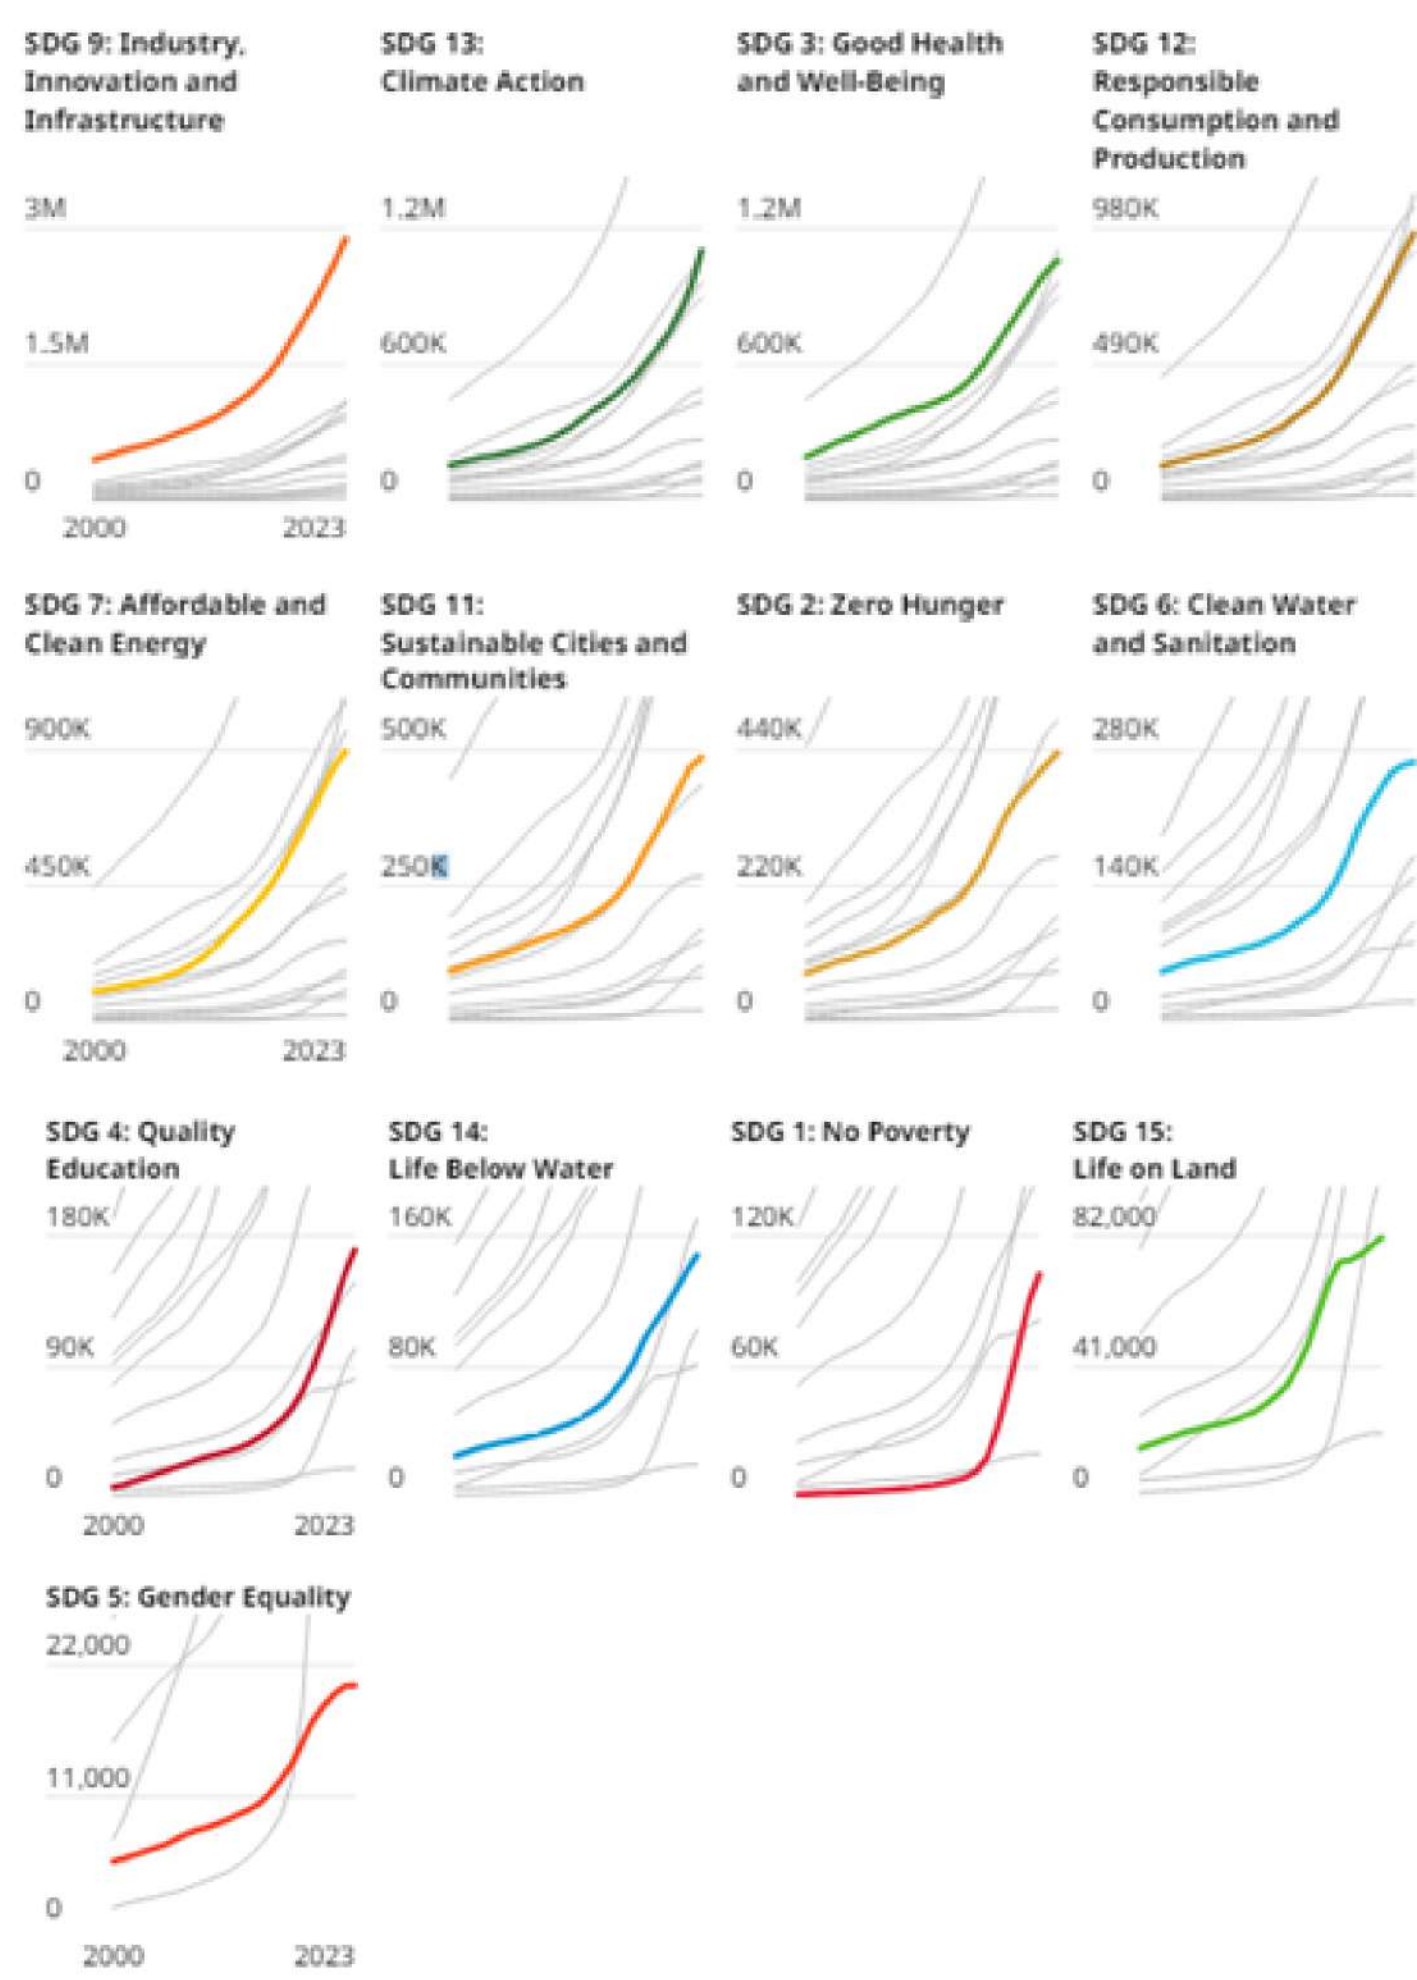 SDG 9: Industry,
Innovation and
Infrastructure
3M
1.5M
0
2000 2023
SDG 13:
Climate Action
1.2M
600K
0
SDG 3: Good Health
and Well-Being
1.2M
600K
0
SDG 12:
Responsible
Consumption and
Production
980K
490K
0
SDG 7: Affordable and
Clean Energy
900K
450K
0
2000 2023
SDG 11:
Sustainable Cities and
Communities
500K
250K
0
SDG 2: Zero Hunger
440K
220K
0
SDG 6: Clean Water
and Sanitation
280K
140K
0
SDG 4: Quality
Education
180K
90K
0
2000 2023
SDG 14:
Life Below Water
160K
80K
0
SDG 1: No Poverty
120K
60K
0
SDG 15:
Life on Land
82,000
41,000
0
SDG 5: Gender Equality
22,000
11,000
0
2000 2023